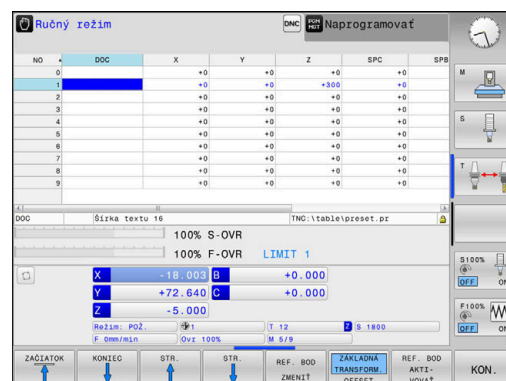 Ručný režim
DNC
PGM MGT
Naprogramovať
NO DOC X Y Z SPC SPB
0 +0 +0 +0 +0
1 +0 +0 +300 +0
2 +0 +0 +0 +0
3 +0 +0 +0 +0
4 +0 +0 +0 +0
5 +0 +0 +0 +0
6 +0 +0 +0 +0
7 +0 +0 +0 +0
8 +0 +0 +0 +0
9 +0 +0 +0 +0
DOC Šírka textu 16 TNC:\table\preset.pr
100% S-OVR
100% F-OVR LIMIT 1
X -18.003 B +0.000
Y +72.640 C +0.000
Z -5.000
Režim: POŽ. 1 T 12 Z S 1800
F 0mm/min Ovr 100% M 5/9
M
S
T
S100%
OFF ON
F100%
OFF ON
ZAČIATOK KONIEC STR. STR. REF. BOD ZMENIŤ ZÁKLADNÁ TRANSFORM. OFFSET REF. BOD AKTI- VOVAŤ KON.